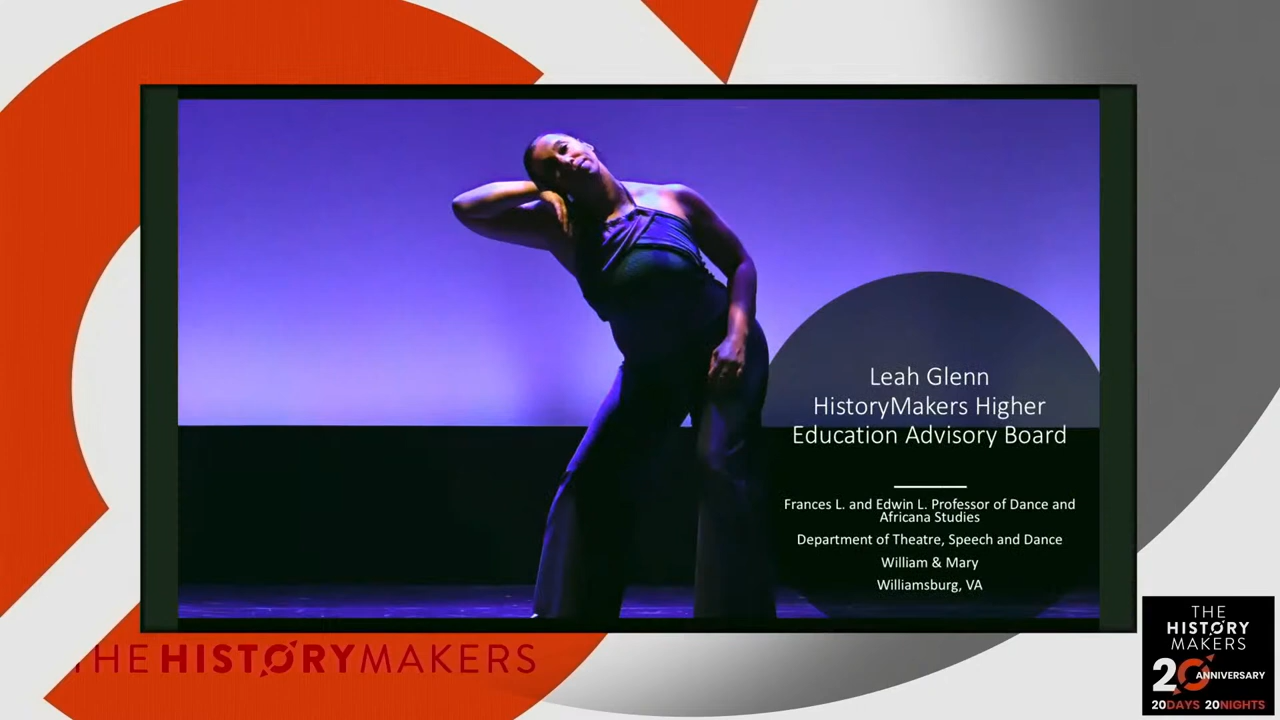 Leah Glenn
HistoryMakers Higher
Education Advisory Board
Frances L. and Edwin L. Professor of Dance and
Africana Studies
Department of Theatre, Speech and Dance
William & Mary
Williamsburg, VA
THE HISTORYMAKERS
THE
HISTORY
MAKERS
20 ANNIVERSARY
20DAYS 20NIGHTS